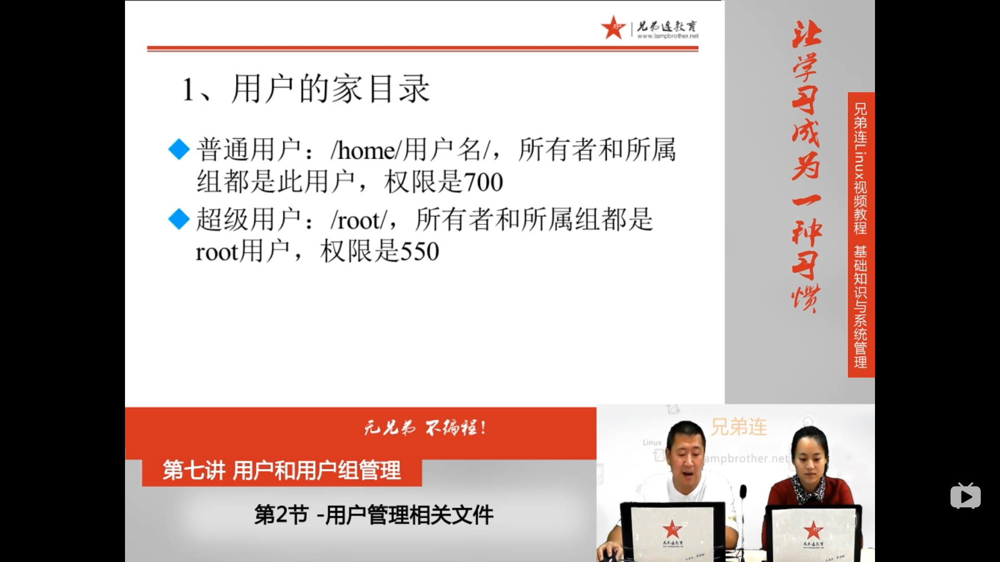 兄弟连教育
www.lampbrother.net
1、用户的家目录
普通用户：/home/用户名/，所有者和所属
组都是此用户，权限是700
超级用户：/root/，所有者和所属组都是
root用户，权限是550
让学习成为一种习惯
兄弟连Linux视频教程 基础知识与系统管理
无兄弟 不编程！
第七讲 用户和用户组管理
第2节 -用户管理相关文件
兄弟连
Linux
ampbrother.net
兄弟连教育
兄弟连教育